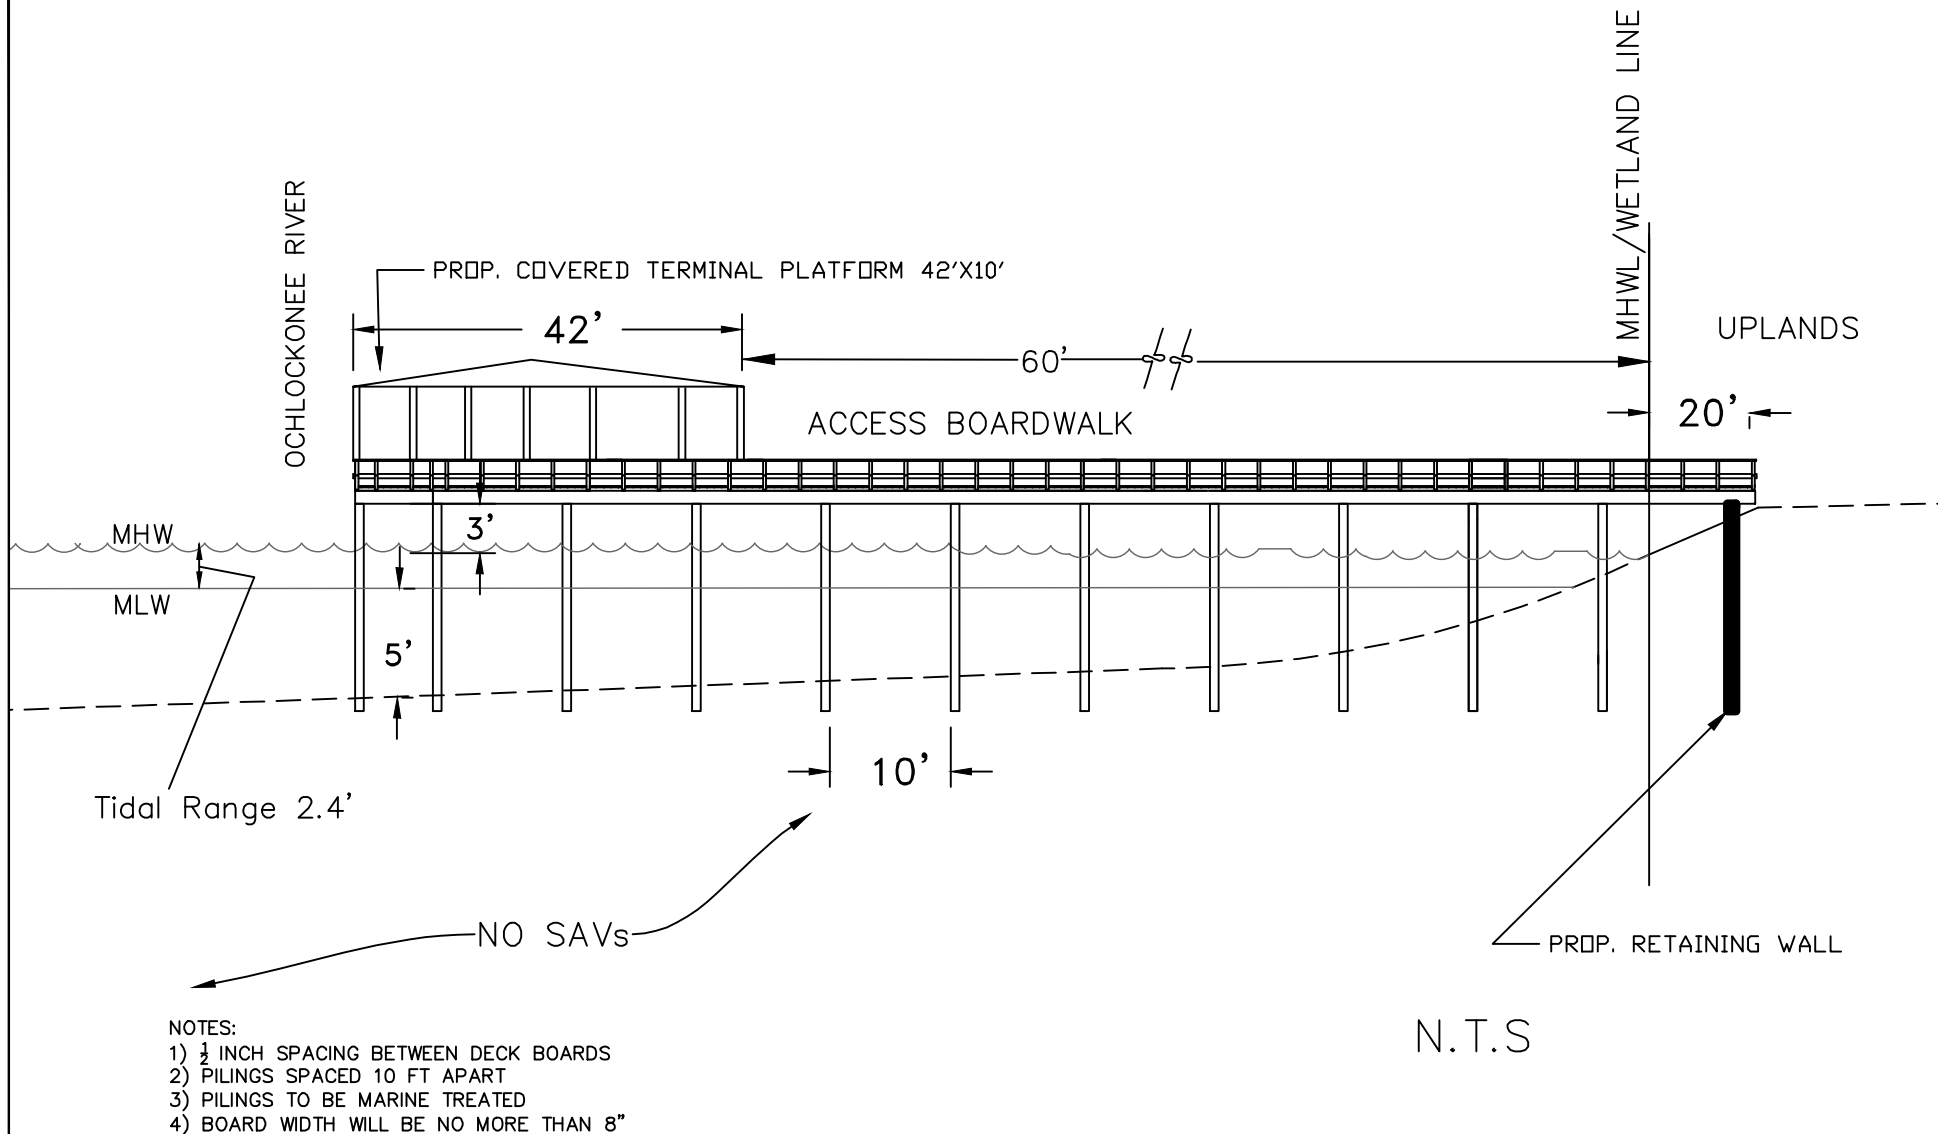 MHWL/WETLAND LINE
OCHLOCKONEE RIVER
PROP. COVERED TERMINAL PLATFORM 42'X10'
42'
60'
UPLANDS
ACCESS BOARDWALK
20'
3'
MHW
MLW
5'
10'
Tidal Range 2.4'
NO SAVs
PROP. RETAINING WALL
N.T.S
NOTES:
1) ½ INCH SPACING BETWEEN DECK BOARDS
2) PILINGS SPACED 10 FT APART
3) PILINGS TO BE MARINE TREATED
4) BOARD WIDTH WILL BE NO MORE THAN 8"